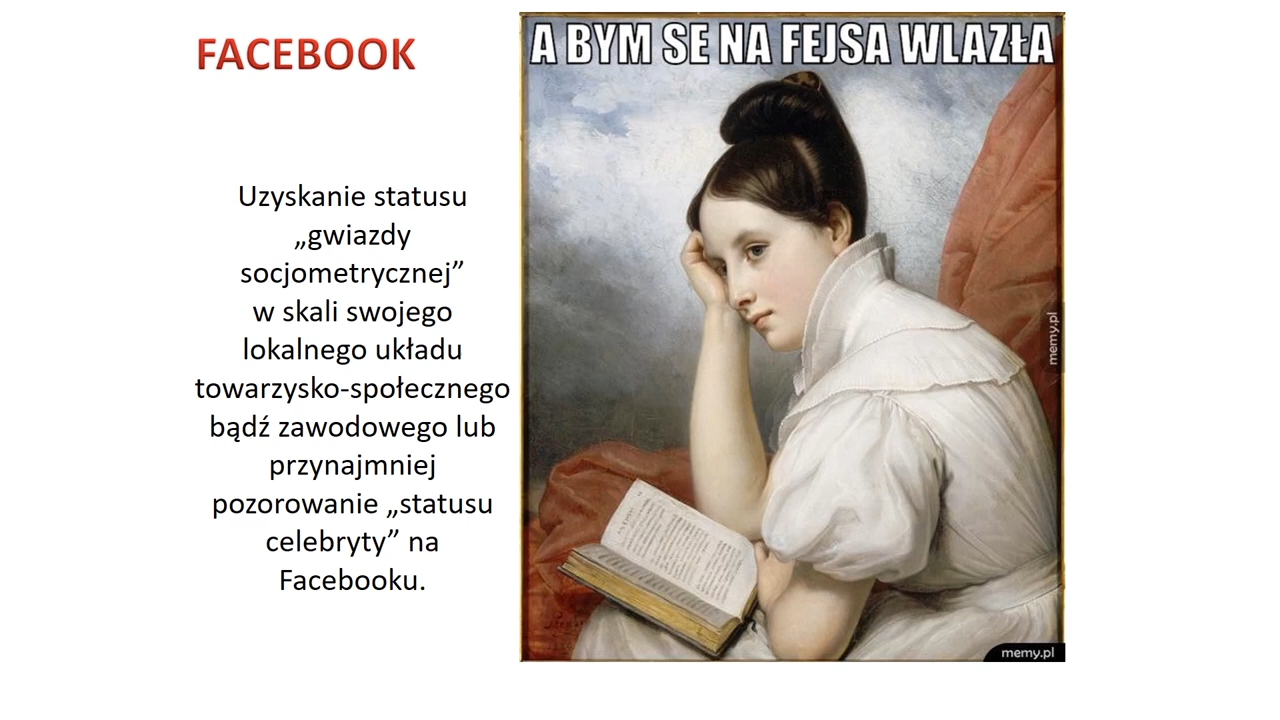 FACEBOOK
Uzyskanie statusu
„gwiazdy
socjometrycznej”
w skali swojego
lokalnego układu
towarzysko-społecznego
bądź zawodowego lub
przynajmniej
pozorowanie „statusu
celebryty” na
Facebooku.
A BYM SE NA FEJSA WLAZŁA
memy.pl
memy.pl